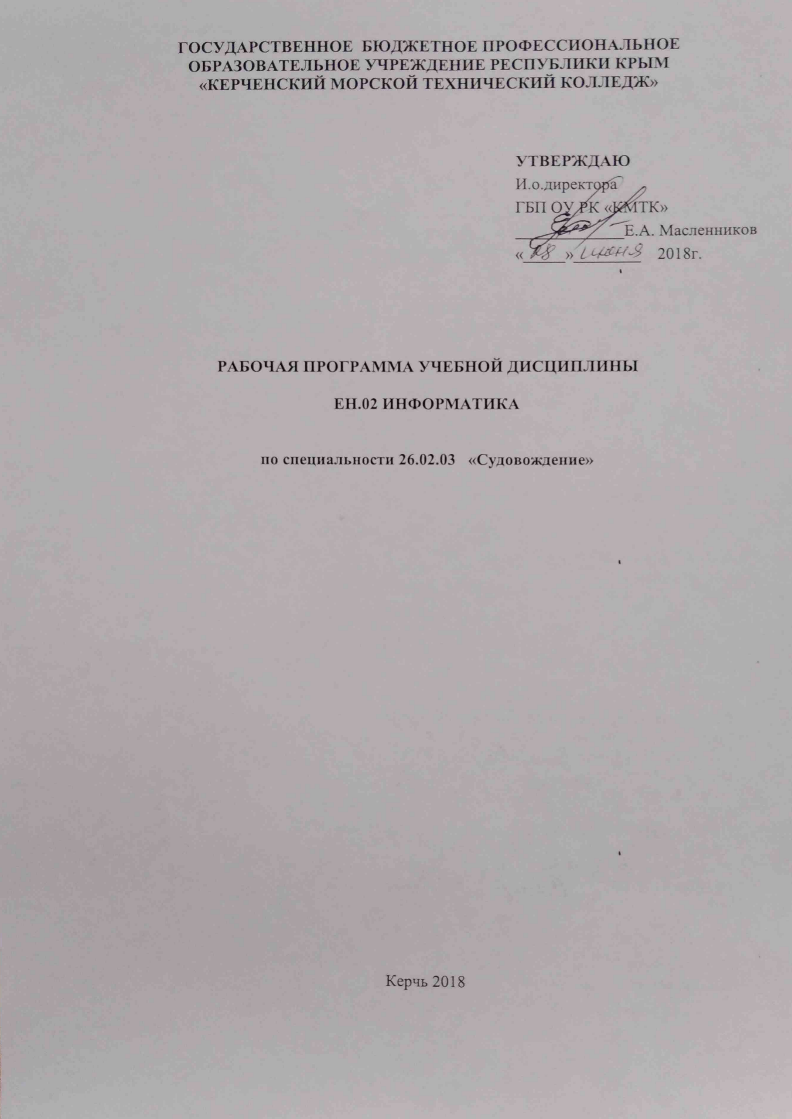 ГОСУДАРСТВЕННОЕ БЮДЖЕТНОЕ ПРОФЕССИОНАЛЬНОЕ
ОБРАЗОВАТЕЛЬНОЕ УЧРЕЖДЕНИЕ РЕСПУБЛИКИ КРЫМ
«КЕРЧЕНСКИЙ МОРСКОЙ ТЕХНИЧЕСКИЙ КОЛЛЕДЖ»
УТВЕРЖДАЮ
И.о.директора
ГБП ОУ РК «КМТК»
Е.А. Масленников
« » июня 2018г.
РАБОЧАЯ ПРОГРАММА УЧЕБНОЙ ДИСЦИПЛИНЫ
ЕН.02 ИНФОРМАТИКА
по специальности 26.02.03 «Судовождение»
Керчь 2018